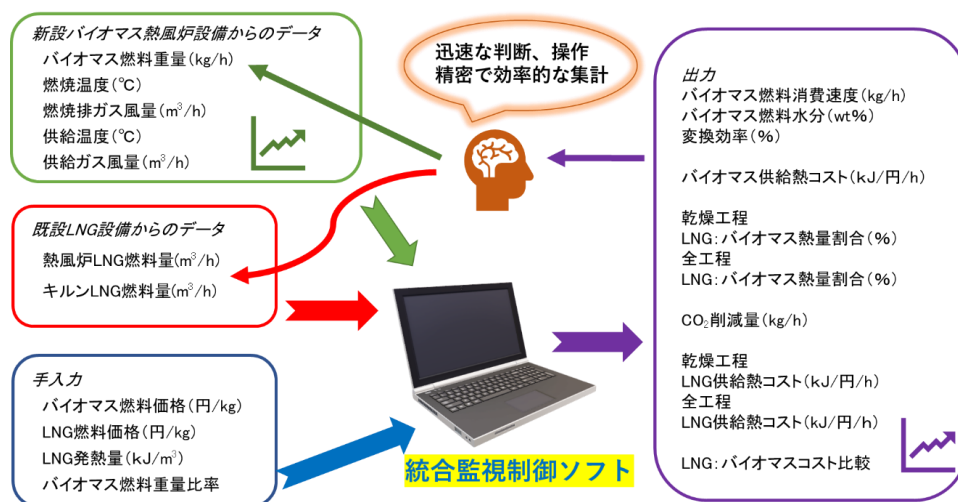 新設バイオマス熱風炉設備からのデータ
バイオマス燃料重量(kg/h)
燃焼温度(℃)
燃焼排ガス風量(m³/h)
供給温度(℃)
供給ガス風量(m³/h)
既設LNG設備からのデータ
熱風炉LNG燃料量(m³/h)
キルンLNG燃料量(m³/h)
手入力
バイオマス燃料価格(円/kg)
LNG燃料価格(円/kg)
LNG発熱量(kJ/m³)
バイオマス燃料重量比率
迅速な判断、操作
精密で効率的な集計
統合監視制御ソフト
出力
バイオマス燃料消費速度(kg/h)
バイオマス燃料水分(wt%)
変換効率(%)
バイオマス供給熱コスト(kJ/円/h)
乾燥工程
LNG:バイオマス熱量割合(%)
全工程
LNG:バイオマス熱量割合(%)
CO₂削減量(kg/h)
乾燥工程
LNG供給熱コスト(kJ/円/h)
全工程
LNG供給熱コスト(kJ/円/h)
LNG:バイオマスコスト比較